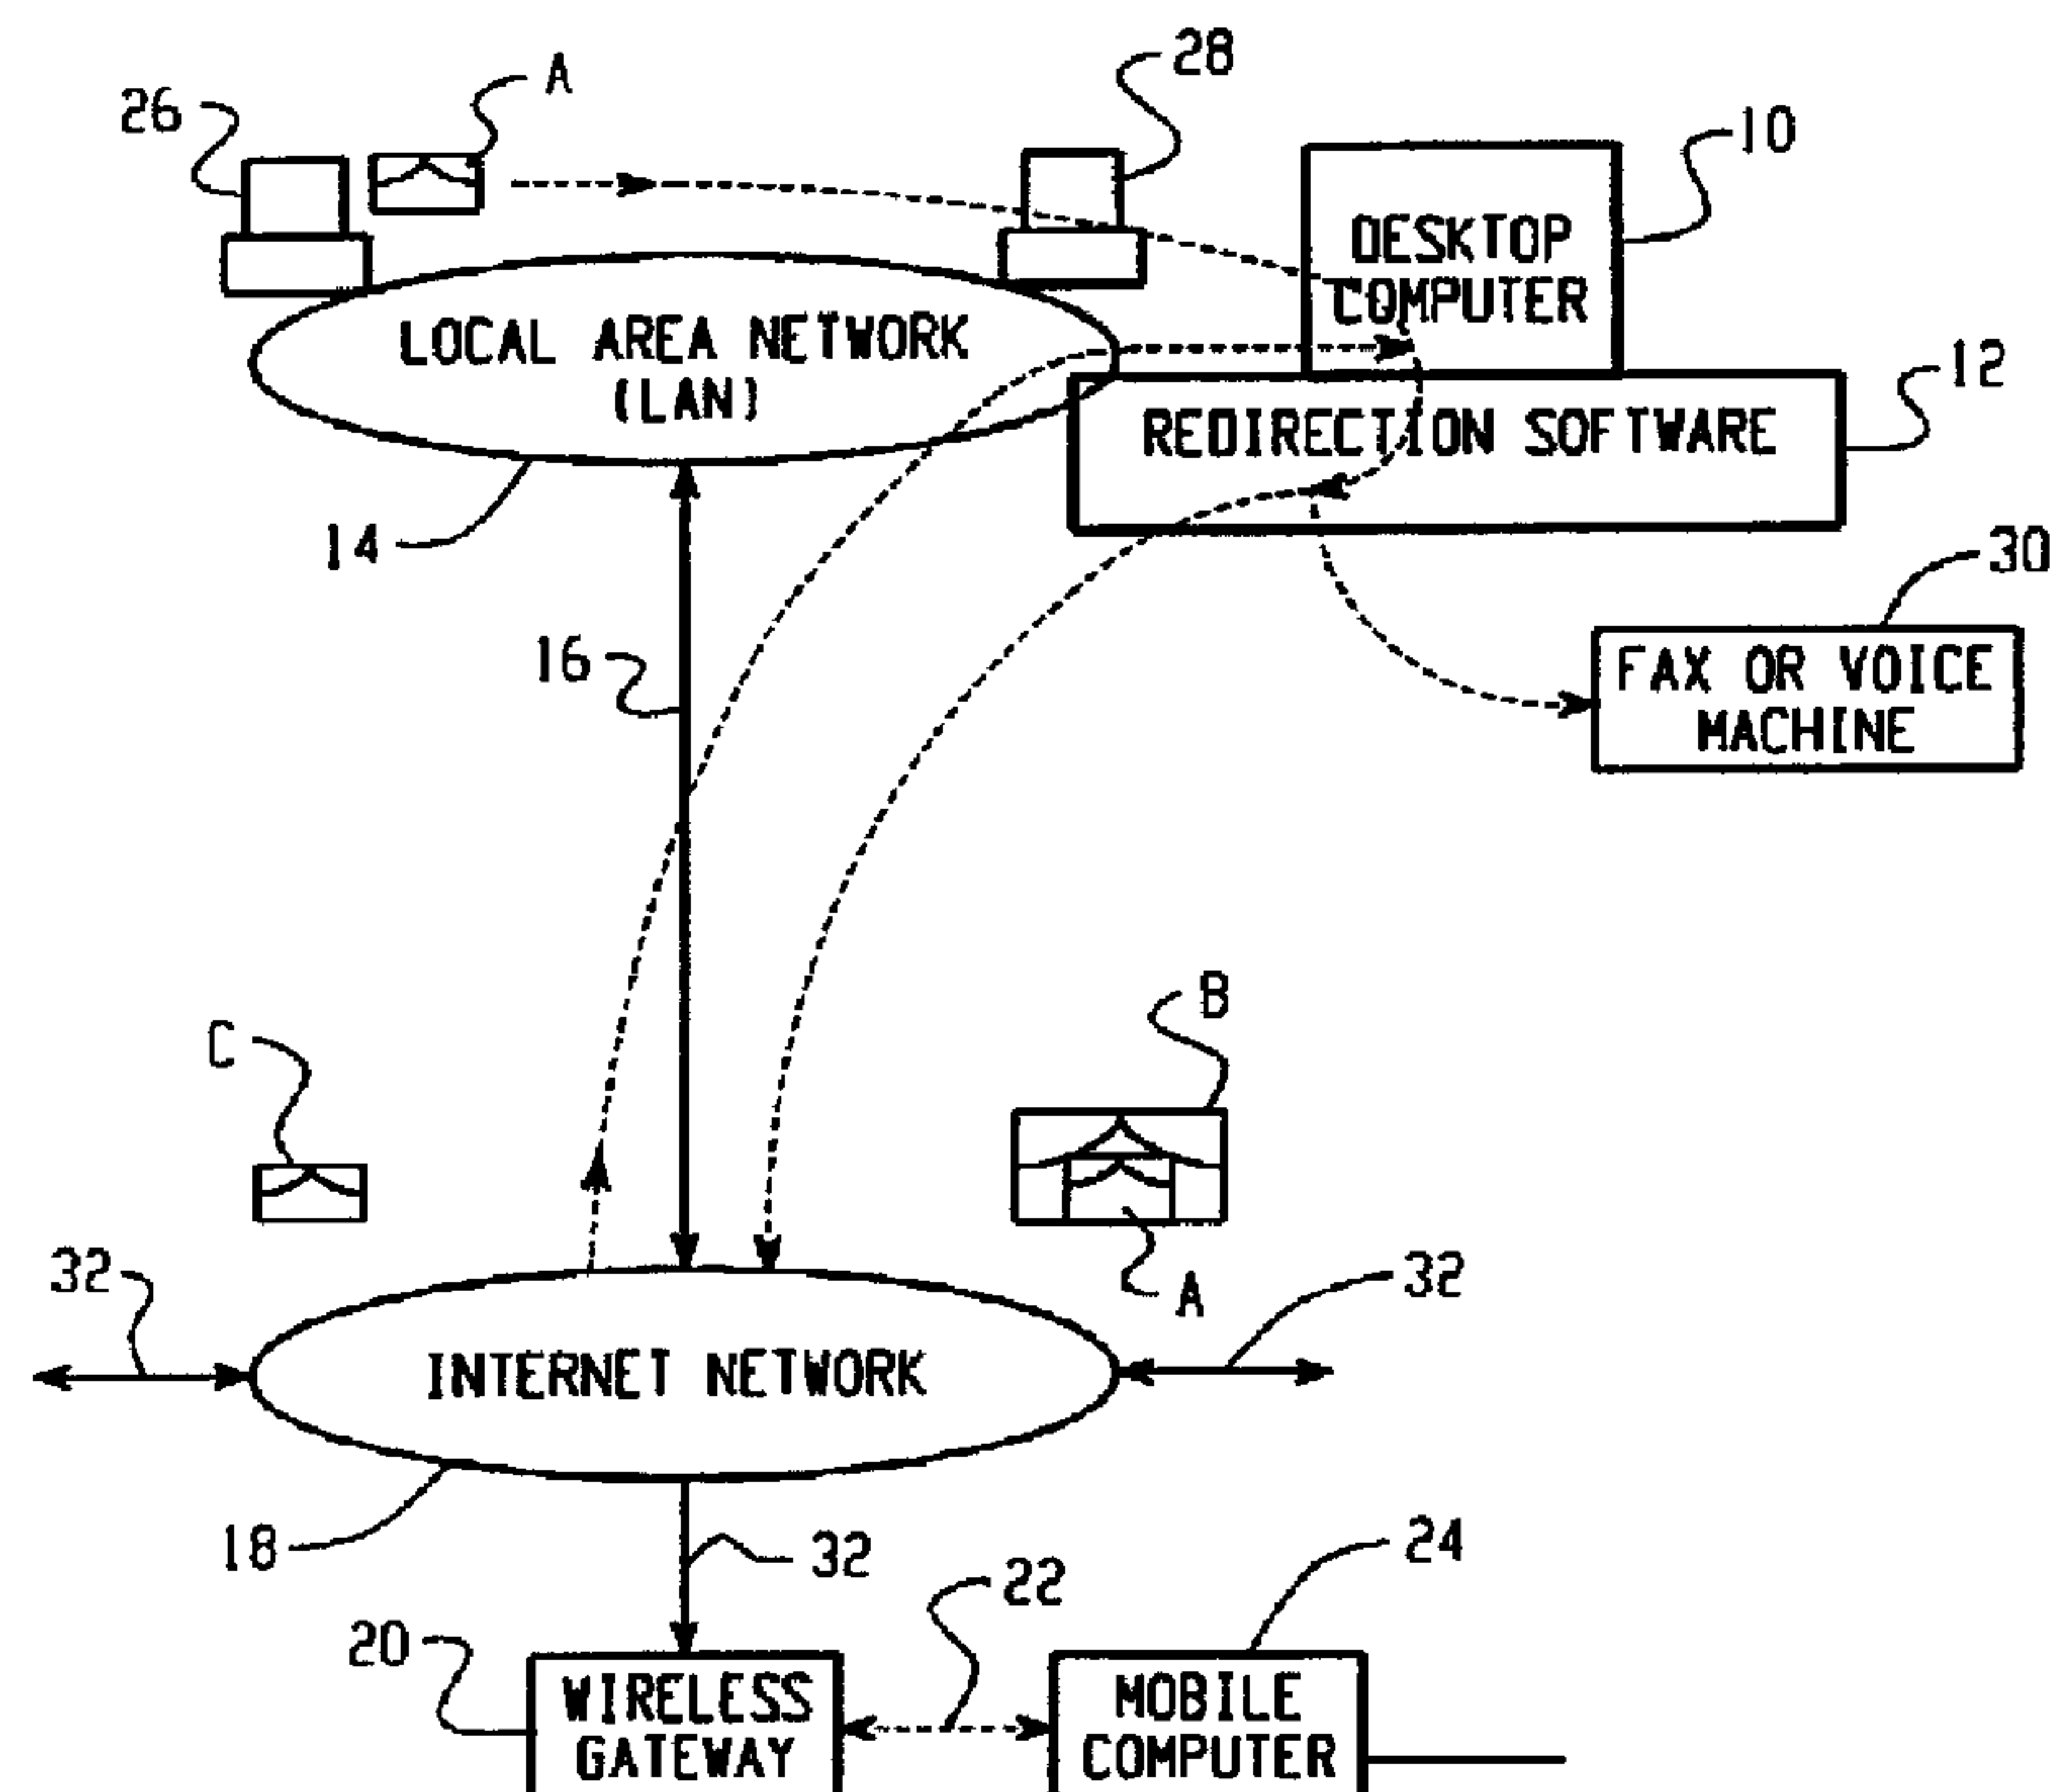 28
A
26
10
DESKTOP
COMPUTER
LOCAL AREA NETWORK
(LAN)
12
REDIRECTION SOFTWARE
14
30
16
FAX OR VOICE
MACHINE
B
C
32
A
32
INTERNET NETWORK
18
32
24
22
20
WIRELESS
GATEWAY
MOBILE
COMPUTER